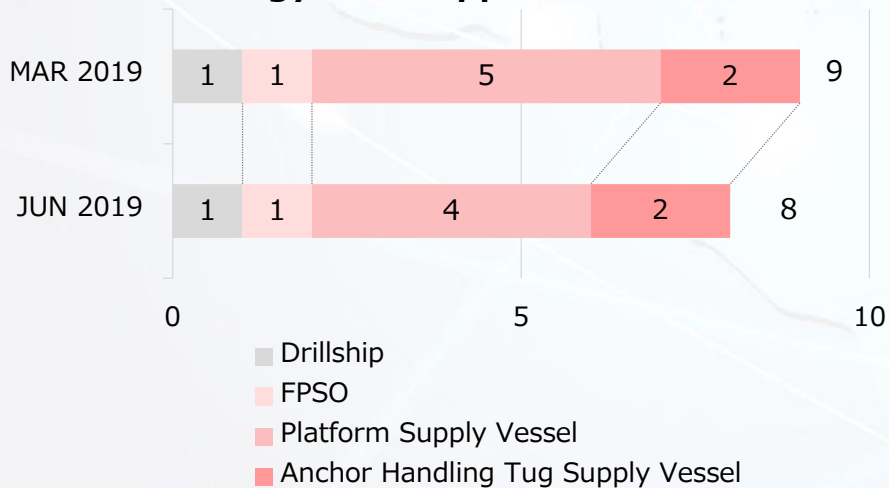 MAR 2019 1 1 5 2 9
JUN 2019 1 1 4 2 8
0 5 10
Drillship
FPSO
Platform Supply Vessel
Anchor Handling Tug Supply Vessel